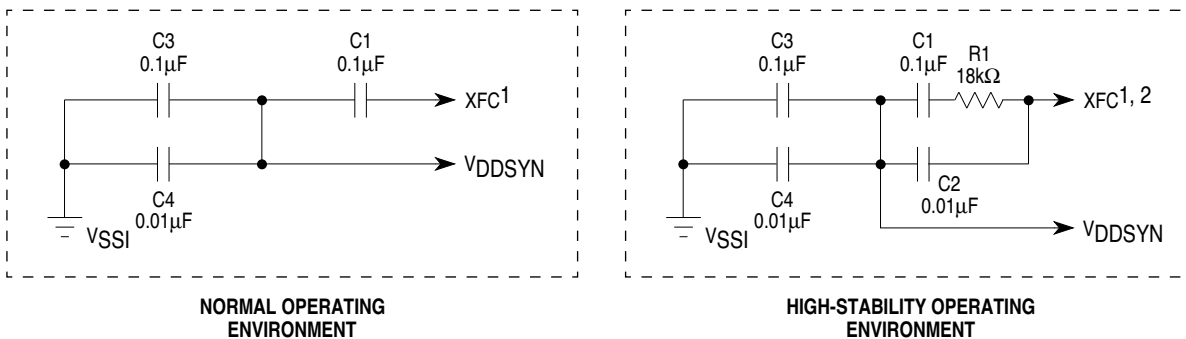 C3
0.1µF
C1
0.1µF
XFC1
VDDSYN
C4
0.01µF
VSSI
NORMAL OPERATING
ENVIRONMENT
C3
0.1µF
C1
0.1µF
R1
18kΩ
XFC1, 2
C4
0.01µF
C2
0.01µF
VSSI
VDDSYN
HIGH-STABILITY OPERATING
ENVIRONMENT